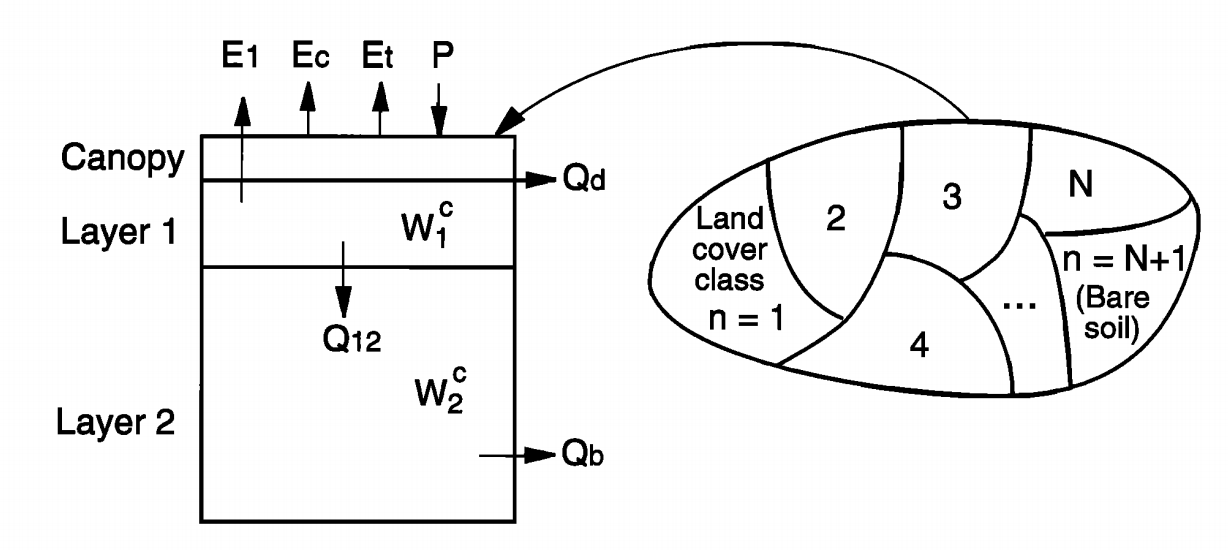 E1 Ec Et P
Canopy
Qd
Layer 1
W₁ᶜ
Q12
W₂ᶜ
Layer 2
Qb
Land
cover
class
n = 1
2
3
N
4
...
n = N+1
(Bare
soil)